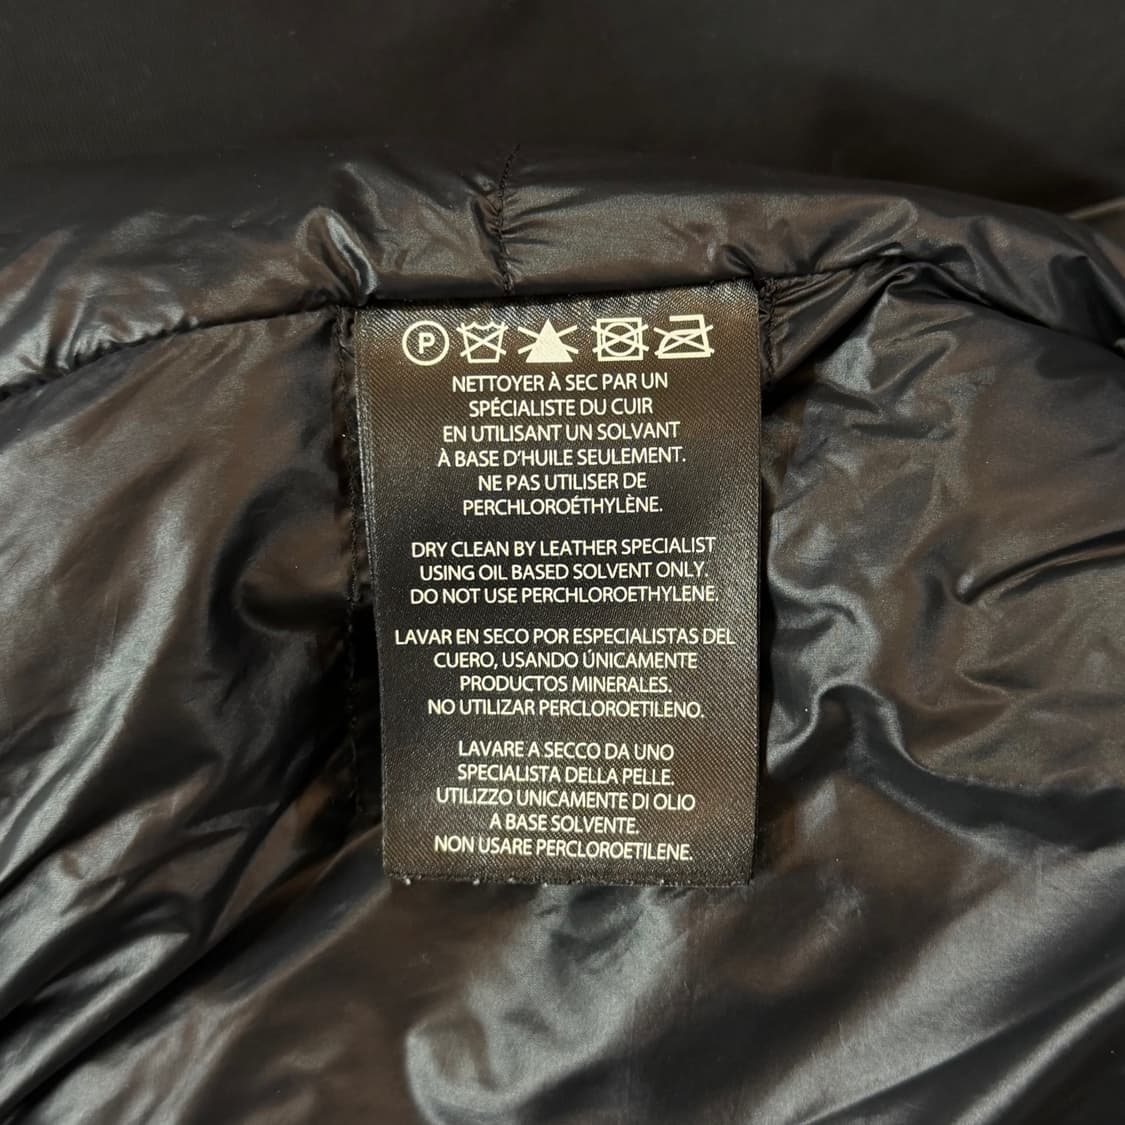 P
NETTOYER À SEC PAR UN
SPÉCIALISTE DU CUIR
EN UTILISANT UN SOLVANT
À BASE D'HUILE SEULEMENT.
NE PAS UTILISER DE
PERCHLOROÉTHYLÈNE.
DRY CLEAN BY LEATHER SPECIALIST
USING OIL BASED SOLVENT ONLY.
DO NOT USE PERCHLOROETHYLENE.
LAVAR EN SECO POR ESPECIALISTAS DEL
CUERO, USANDO ÚNICAMENTE
PRODUCTOS MINERALES.
NO UTILIZAR PERCLOROETILENO.
LAVARE A SECCO DA UNO
SPECIALISTA DELLA PELLE.
UTILIZZO UNICAMENTE DI OLIO
A BASE SOLVENTE.
NON USARE PERCLOROETILENE.